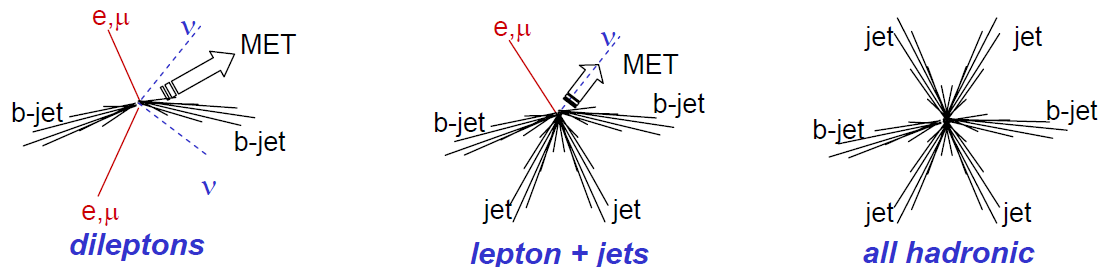 e,μ
ν
MET
b-jet
b-jet
ν
e,μ
dileptons
e,μ
ν
MET
b-jet
b-jet
jet
jet
lepton + jets
jet
jet
b-jet
b-jet
jet
jet
all hadronic